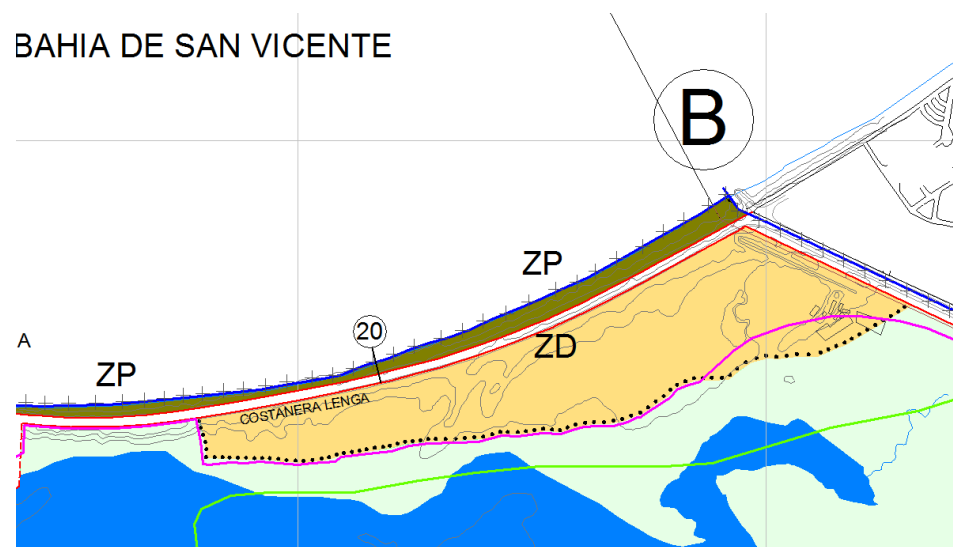 BAHIA DE SAN VICENTE
B
ZP
20
ZD
A
ZP
COSTANERA LENGA